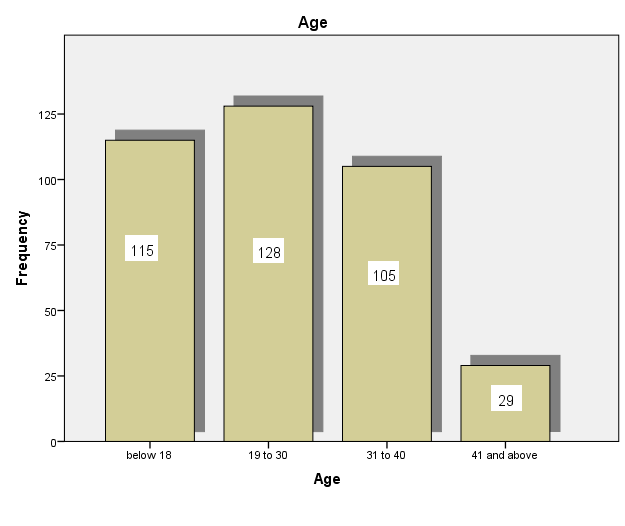 Age
Frequency
125
100
75
50
25
0
115
128
105
29
below 18
19 to 30
31 to 40
41 and above
Age